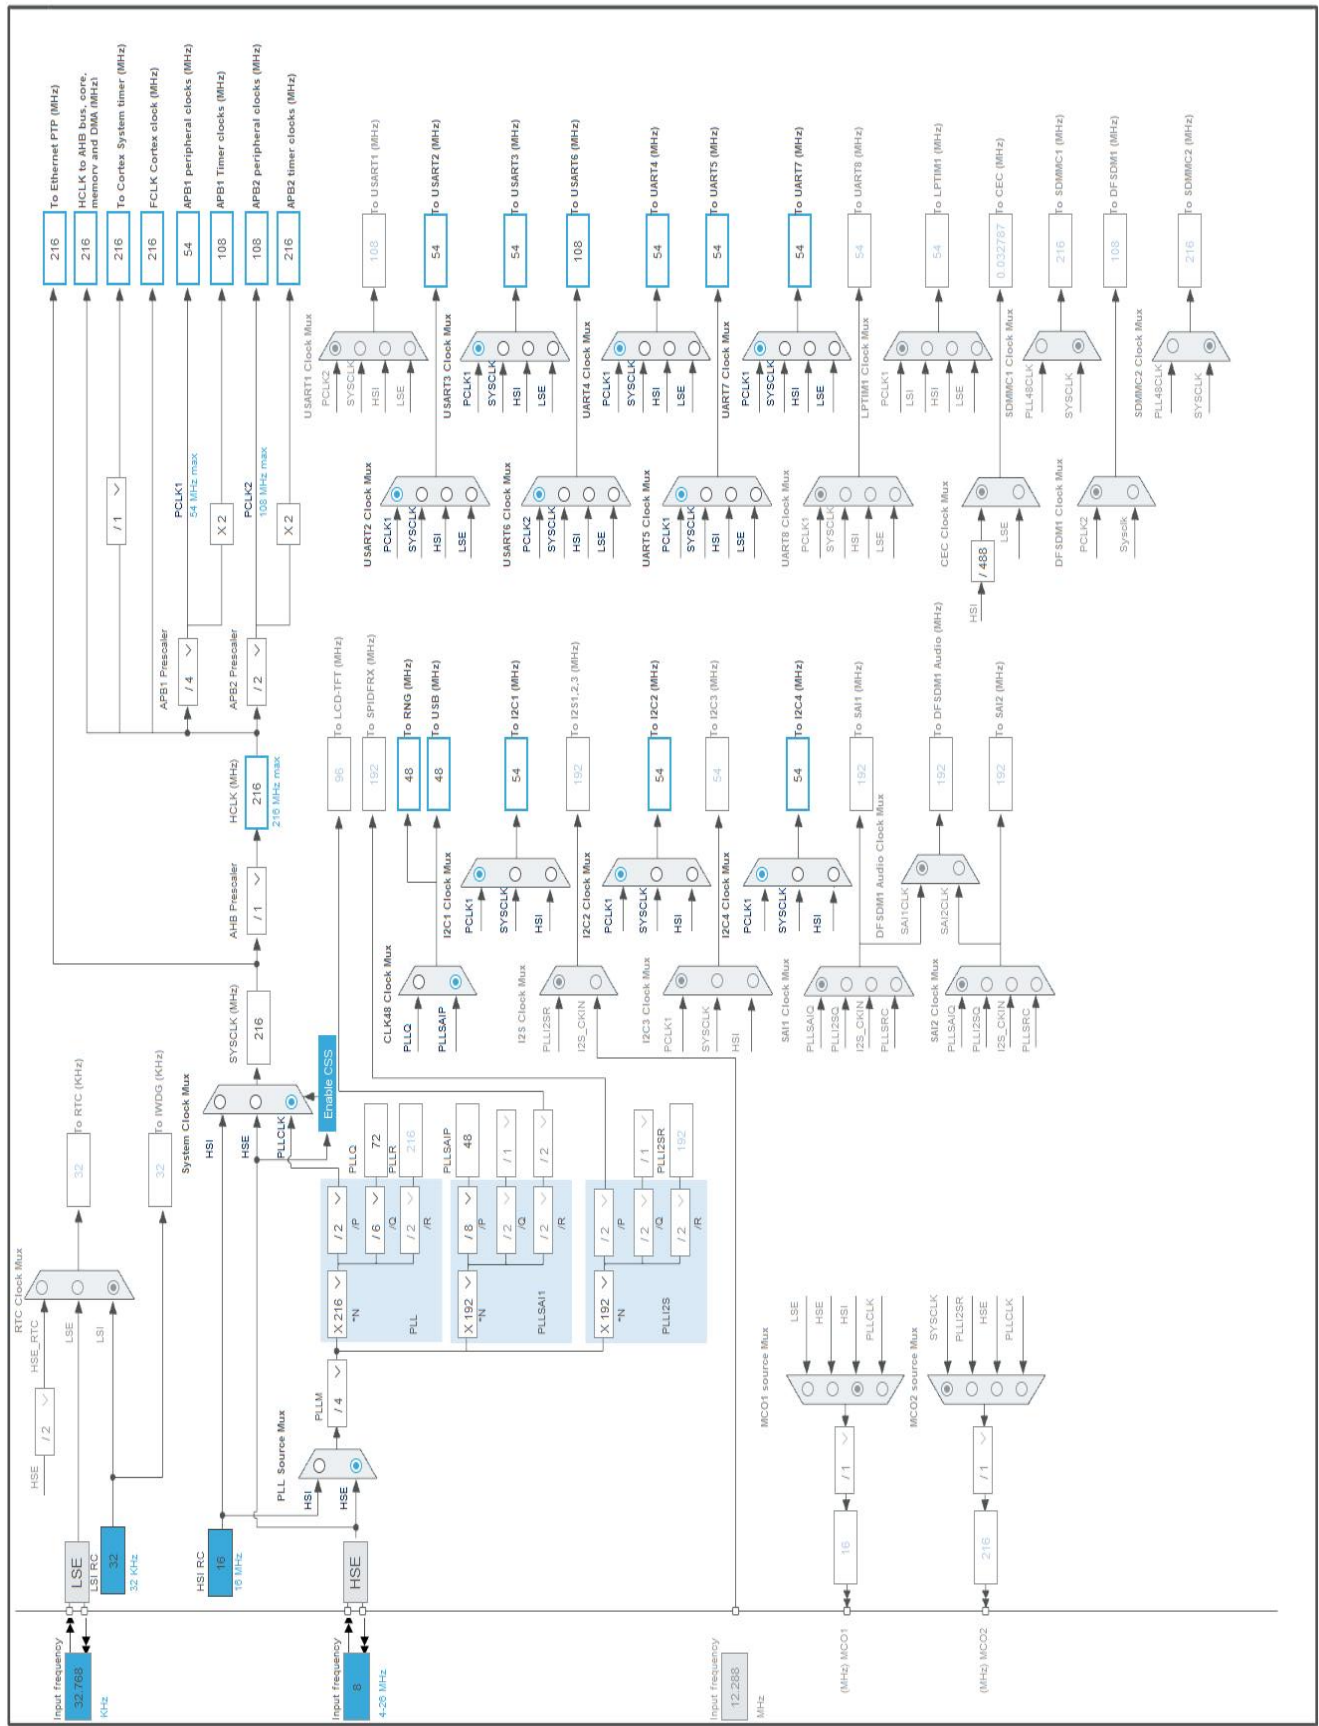 Input frequency
32.768
KHz
LSE
LSI RC
32
32 KHz
HSE
/ 2
HSE_RTC
LSE
LSI
RTC Clock Mux
32
To RTC (KHz)
32
To IWDG (KHz)
HSI RC
16
16 MHz
Input frequency
8
4-26 MHz
HSE
PLL Source Mux
HSI
HSE
PLLM
/ 4
System Clock Mux
HSI
HSE
PLLCLK
Enable CSS
SYSCLK (MHz)
216
AHB Prescaler
/ 1
HCLK (MHz)
216
216 MHz max
APB1 Prescaler
/ 4
APB2 Prescaler
/ 2
/ 1
PCLK1
54 MHz max
X 2
PCLK2
108 MHz max
X 2
216
To Ethernet PTP (MHz)
216
HCLK to AHB bus, core,
memory and DMA (MHz)
216
To Cortex System timer (MHz)
216
FCLK Cortex clock (MHz)
54
APB1 peripheral clocks (MHz)
108
APB1 Timer clocks (MHz)
108
APB2 peripheral clocks (MHz)
216
APB2 timer clocks (MHz)
X 216
*N
/ 2
/P
/ 6
/Q
/ 2
/R
PLL
PLLQ
72
PLLR
216
X 192
*N
/ 8
/P
/ 2
/Q
/ 2
/R
PLLSAI1
PLLSAIP
48
/ 1
/ 2
X 192
*N
/ 2
/P
/ 2
/Q
/ 2
/R
PLLI2S
/ 1
PLLI2SR
192
96
To LCD-TFT (MHz)
192
To SPIDFRX (MHz)
CLK48 Clock Mux
PLLQ
PLLSAIP
48
To RNG (MHz)
48
To USB (MHz)
I2C1 Clock Mux
PCLK1
SYSCLK
HSI
54
To I2C1 (MHz)
I2S Clock Mux
PLLI2SR
I2S_CKIN
192
To I2S1,2,3 (MHz)
I2C2 Clock Mux
PCLK1
SYSCLK
HSI
54
To I2C2 (MHz)
I2C3 Clock Mux
PCLK1
SYSCLK
HSI
54
To I2C3 (MHz)
I2C4 Clock Mux
PCLK1
SYSCLK
HSI
54
To I2C4 (MHz)
SAI1 Clock Mux
PLLSAIQ
PLLI2SQ
I2S_CKIN
PLLSRC
192
To SAI1 (MHz)
DFSDM1 Audio Clock Mux
SAI1CLK
SAI2CLK
192
To DFSDM1 Audio (MHz)
SAI2 Clock Mux
PLLSAIQ
PLLI2SQ
I2S_CKIN
PLLSRC
192
To SAI2 (MHz)
USART1 Clock Mux
PCLK2
SYSCLK
HSI
LSE
108
To USART1 (MHz)
USART2 Clock Mux
PCLK1
SYSCLK
HSI
LSE
54
To USART2 (MHz)
USART3 Clock Mux
PCLK1
SYSCLK
HSI
LSE
54
To USART3 (MHz)
USART6 Clock Mux
PCLK2
SYSCLK
HSI
LSE
108
To USART6 (MHz)
UART4 Clock Mux
PCLK1
SYSCLK
HSI
LSE
54
To UART4 (MHz)
UART5 Clock Mux
PCLK1
SYSCLK
HSI
LSE
54
To UART5 (MHz)
UART7 Clock Mux
PCLK1
SYSCLK
HSI
LSE
54
To UART7 (MHz)
UART8 Clock Mux
PCLK1
SYSCLK
HSI
LSE
54
To UART8 (MHz)
LPTIM1 Clock Mux
PCLK1
LSI
HSI
LSE
54
To LPTIM1 (MHz)
CEC Clock Mux
HSI
/ 488
LSE
0.032787
To CEC (MHz)
SDMMC1 Clock Mux
PLL48CLK
SYSCLK
216
To SDMMC1 (MHz)
DFSDM1 Clock Mux
PCLK2
Sysclk
108
To DFSDM1 (MHz)
SDMMC2 Clock Mux
PLL48CLK
SYSCLK
216
To SDMMC2 (MHz)
Input frequency
12.288
MHz
MCO1 source Mux
LSE
HSE
HSI
PLLCLK
/ 1
16
(MHz) MCO1
MCO2 source Mux
SYSCLK
PLLI2SR
HSE
PLLCLK
/ 1
216
(MHz) MCO2